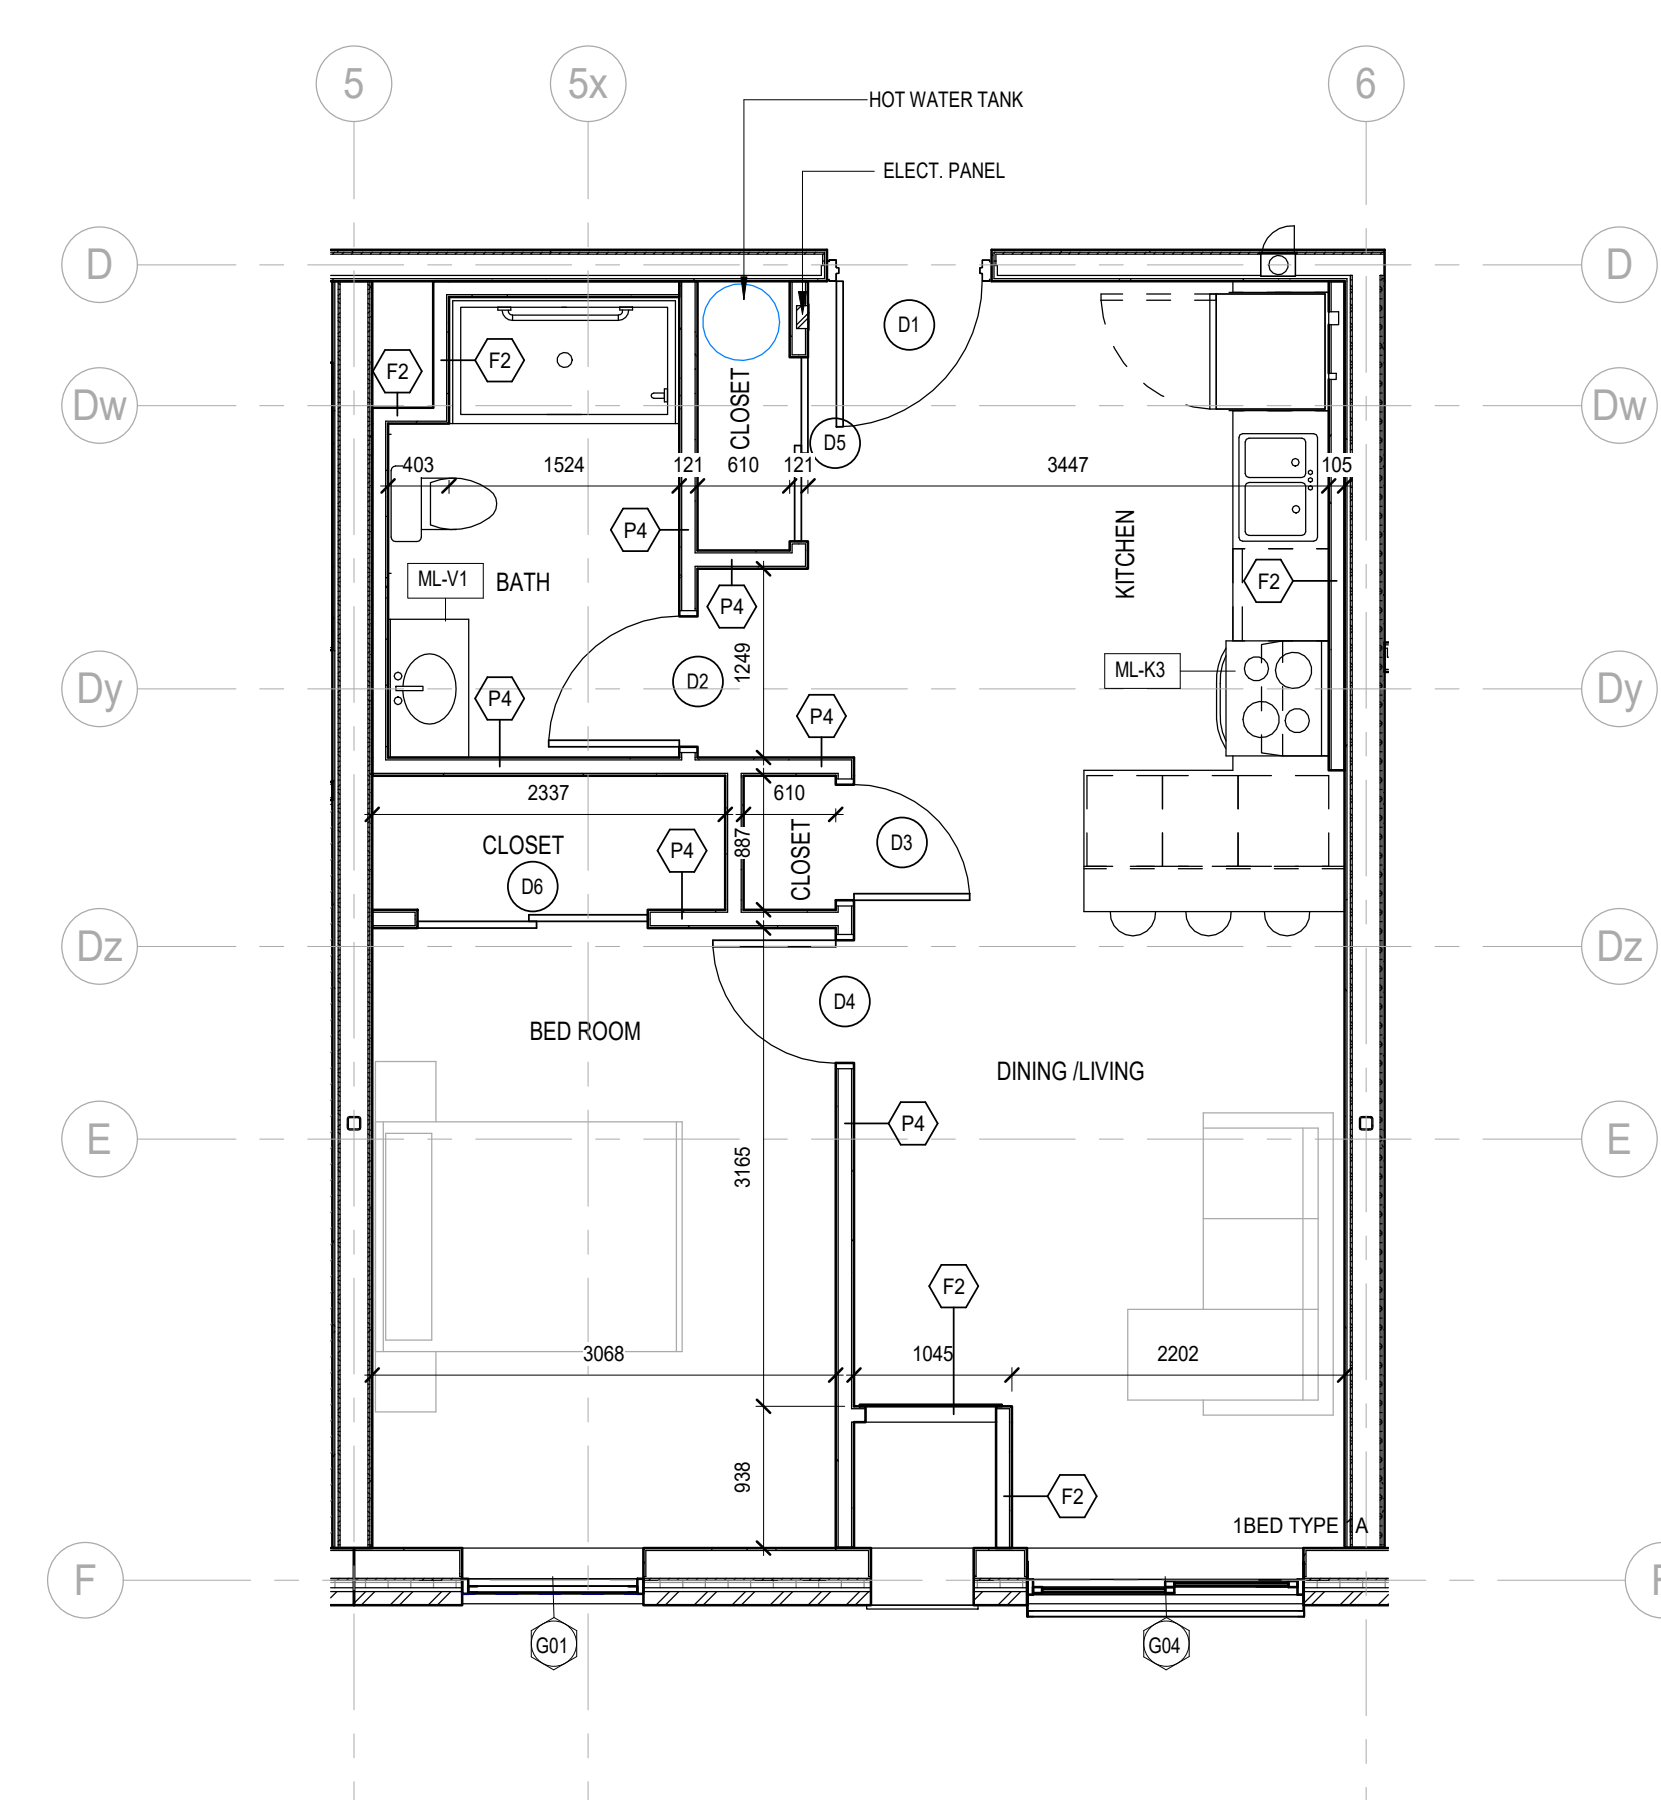 5
5x
6
HOT WATER TANK
ELECT. PANEL
D
D
D1
F2
F2
CLOSET
Dw
Dw
D5
403
1524
121
610
121
3447
105
P4
KITCHEN
ML-V1
BATH
F2
P4
1249
ML-K3
D2
Dy
P4
P4
Dy
2337
610
887
CLOSET
CLOSET
P4
D3
D6
Dz
Dz
D4
BED ROOM
DINING /LIVING
E
P4
E
3165
F2
3068
1045
2202
938
F2
1BED TYPE 1A
F
G01
G04